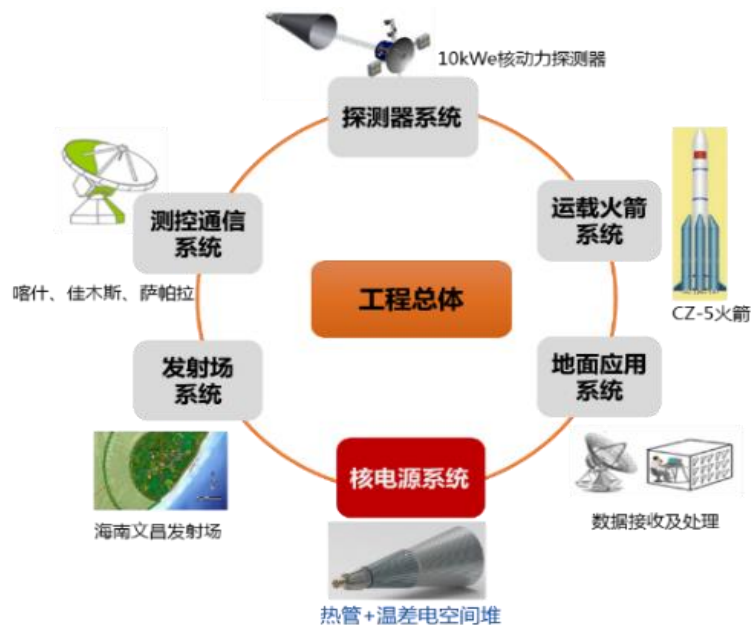 10kWe核动力探测器
探测器系统
测控通信
系统
喀什、佳木斯、萨帕拉
运载火箭
系统
CZ-5火箭
工程总体
发射场
系统
海南文昌发射场
地面应用
系统
数据接收及处理
核电源系统
热管+温差电空间堆